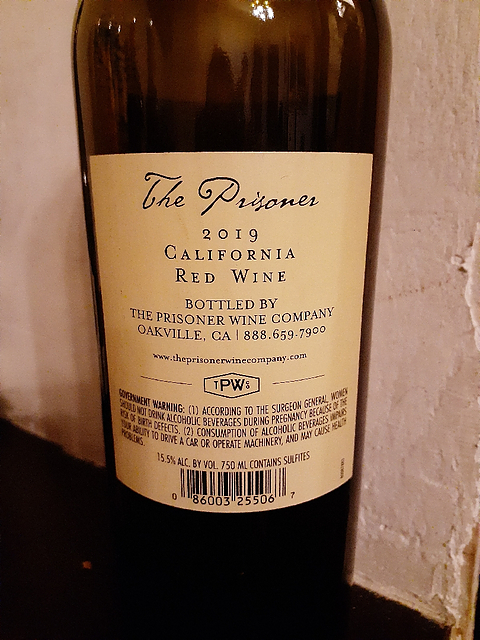 The Prisoner
2019
CALIFORNIA
RED WINE
BOTTLED BY
THE PRISONER WINE COMPANY
OAKVILLE, CA | 888.659.7900
www.theprisonerwinecompany.com
TPWC
GOVERNMENT WARNING: (1) ACCORDING TO THE SURGEON GENERAL, WOMEN
SHOULD NOT DRINK ALCOHOLIC BEVERAGES DURING PREGNANCY BECAUSE OF THE
RISK OF BIRTH DEFECTS. (2) CONSUMPTION OF ALCOHOLIC BEVERAGES IMPAIRS
YOUR ABILITY TO DRIVE A CAR OR OPERATE MACHINERY, AND MAY CAUSE HEALTH
PROBLEMS.
15.5% ALC. BY VOL. 750 ML CONTAINS SULFITES
0 86003 25506 7